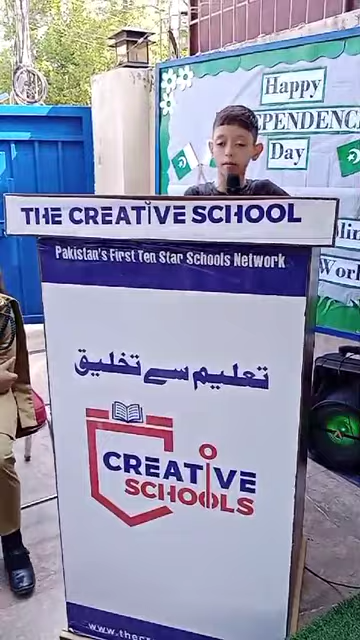 Happy
EPENDENC
Day
THE CREATIVE SCHOOL
Pakistan's First Ten Star Schools Network
تعلیم سے تخلیق
CREATIVE
SCHOOLS